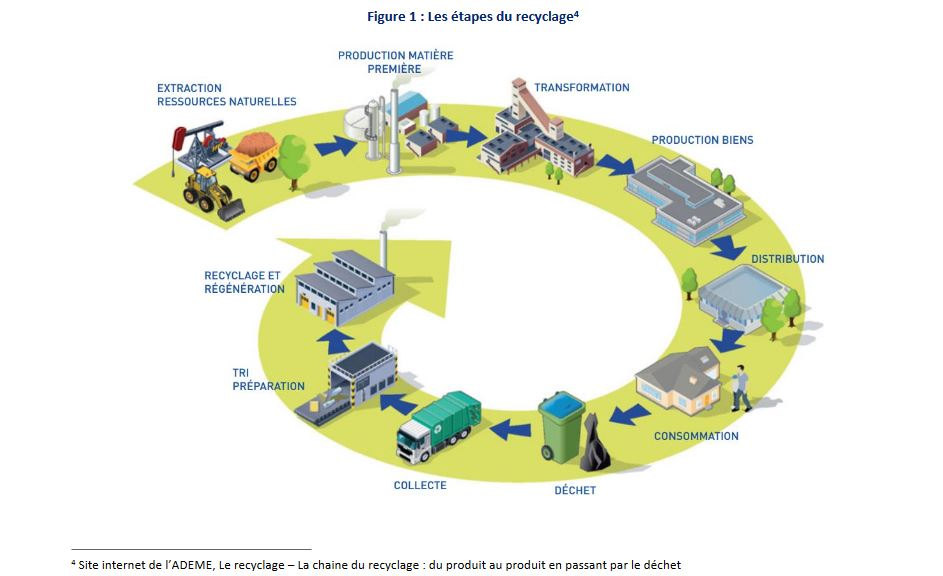 Figure 1 : Les étapes du recyclage⁴
PRODUCTION MATIÈRE
PREMIÈRE
EXTRACTION
RESSOURCES NATURELLES
TRANSFORMATION
PRODUCTION BIENS
DISTRIBUTION
RECYCLAGE ET
RÉGÉNÉRATION
TRI
PRÉPARATION
CONSOMMATION
COLLECTE
DÉCHET
⁴ Site internet de l’ADEME, Le recyclage – La chaine du recyclage : du produit au produit en passant par le déchet